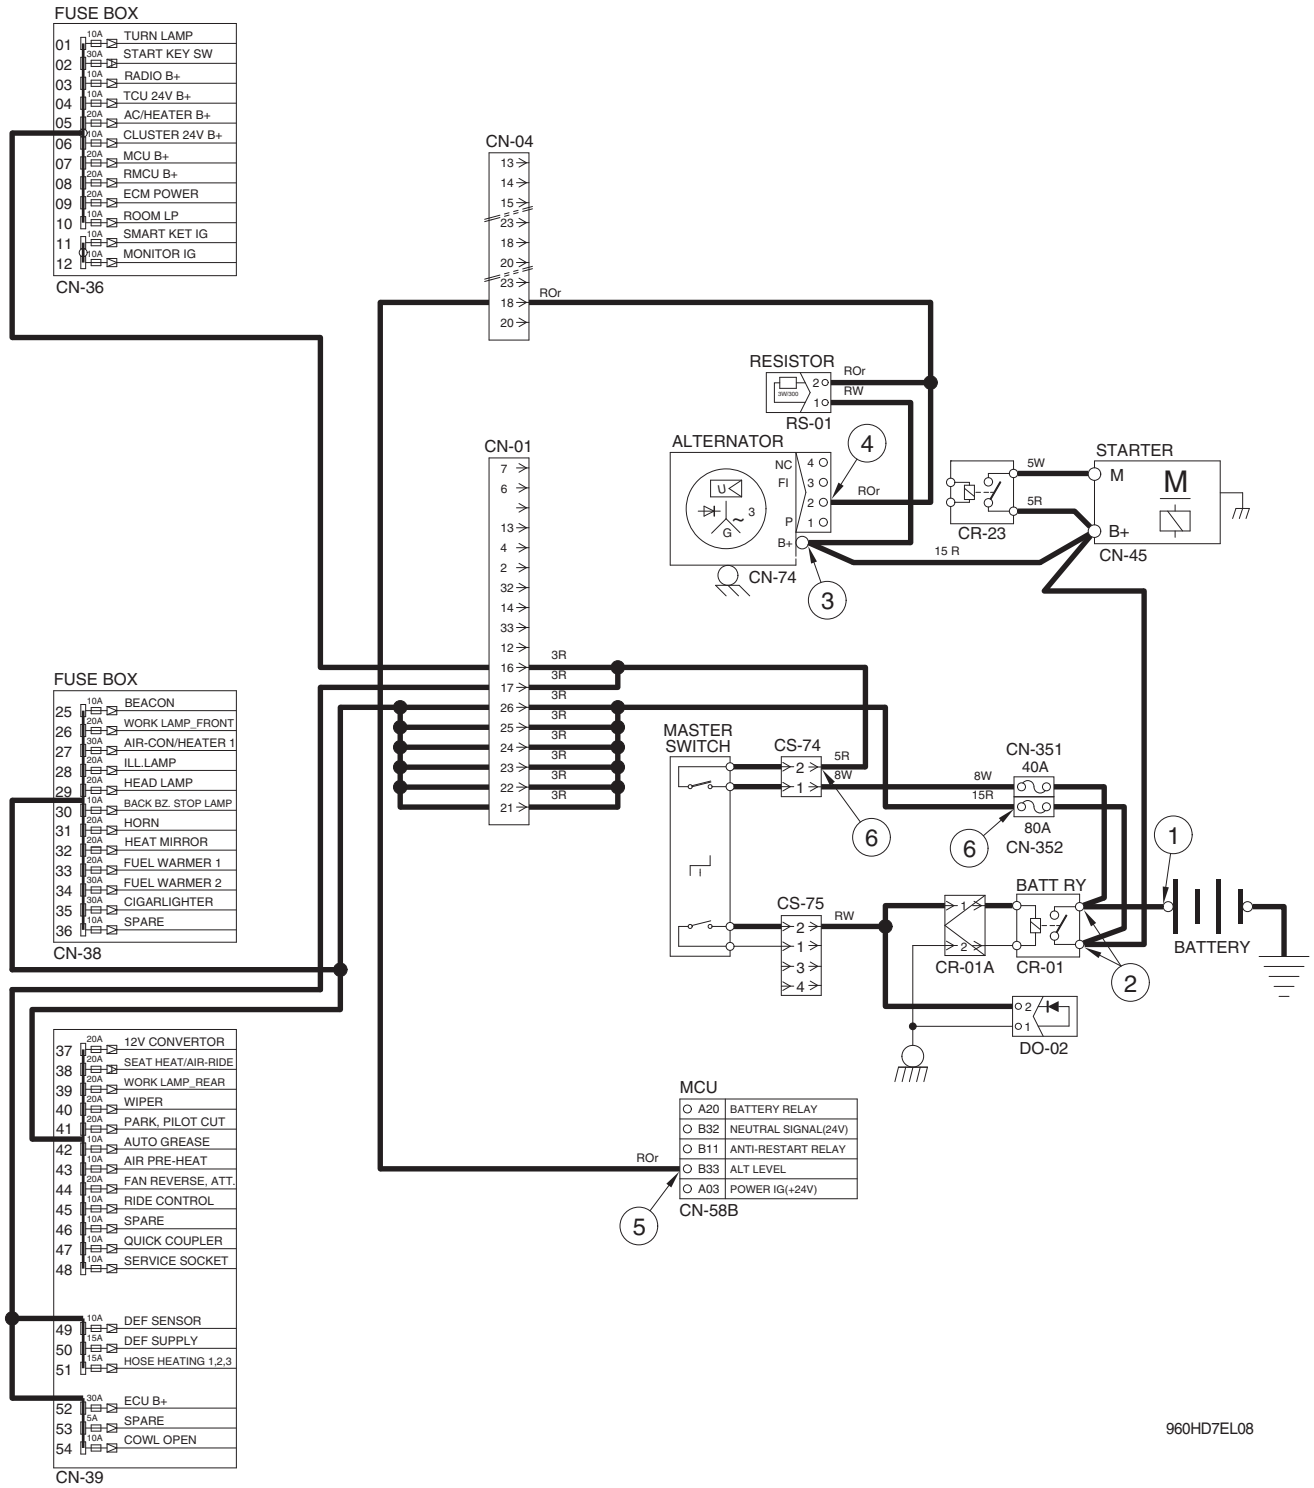 FUSE BOX
01 10A TURN LAMP
02 30A START KEY SW
03 10A RADIO B+
04 10A TCU 24V B+
05 20A AC/HEATER B+
06 10A CLUSTER 24V B+
07 20A MCU B+
08 20A RMCU B+
09 20A ECM POWER
10 10A ROOM LP
11 10A SMART KET IG
12 10A MONITOR IG
CN-36
CN-04
13
14
15
23
18
20
23
18 ROr
20
RESISTOR
3W/300
2 ROr
1 RW
RS-01
ALTERNATOR
4
NC 4
FI 3
2 ROr
P 1
B+
U
3
G
CN-74
3
15 R
CR-23
5W
5R
STARTER
M
M
B+
CN-45
CN-01
7
6
13
4
2
32
14
33
12
16 3R
17 3R
26 3R
25 3R
24 3R
23 3R
22 3R
21 3R
FUSE BOX
25 10A BEACON
26 20A WORK LAMP_FRONT
27 30A AIR-CON/HEATER 1
28 20A ILL.LAMP
29 20A HEAD LAMP
30 10A BACK BZ. STOP LAMP
31 20A HORN
32 20A HEAT MIRROR
33 20A FUEL WARMER 1
34 30A FUEL WARMER 2
35 30A CIGARLIGHTER
36 10A SPARE
CN-38
MASTER
SWITCH
CS-74
2 5R
1 8W
6
CN-351
40A
8W
15R
80A
CN-352
6
1
CS-75
2 RW
1
3
4
1
2
CR-01A
BATT RY
CR-01
2
BATTERY
2
1
DO-02
37 20A 12V CONVERTOR
38 20A SEAT HEAT/AIR-RIDE
39 20A WORK LAMP_REAR
40 20A WIPER
41 20A PARK, PILOT CUT
42 10A AUTO GREASE
43 10A AIR PRE-HEAT
44 20A FAN REVERSE, ATT.
45 10A RIDE CONTROL
46 10A SPARE
47 10A QUICK COUPLER
48 10A SERVICE SOCKET
49 10A DEF SENSOR
50 15A DEF SUPPLY
51 15A HOSE HEATING 1,2,3
52 30A ECU B+
53 5A SPARE
54 10A COWL OPEN
CN-39
MCU
A20 BATTERY RELAY
B32 NEUTRAL SIGNAL(24V)
B11 ANTI-RESTART RELAY
ROr B33 ALT LEVEL
A03 POWER IG(+24V)
CN-58B
5
960HD7EL08